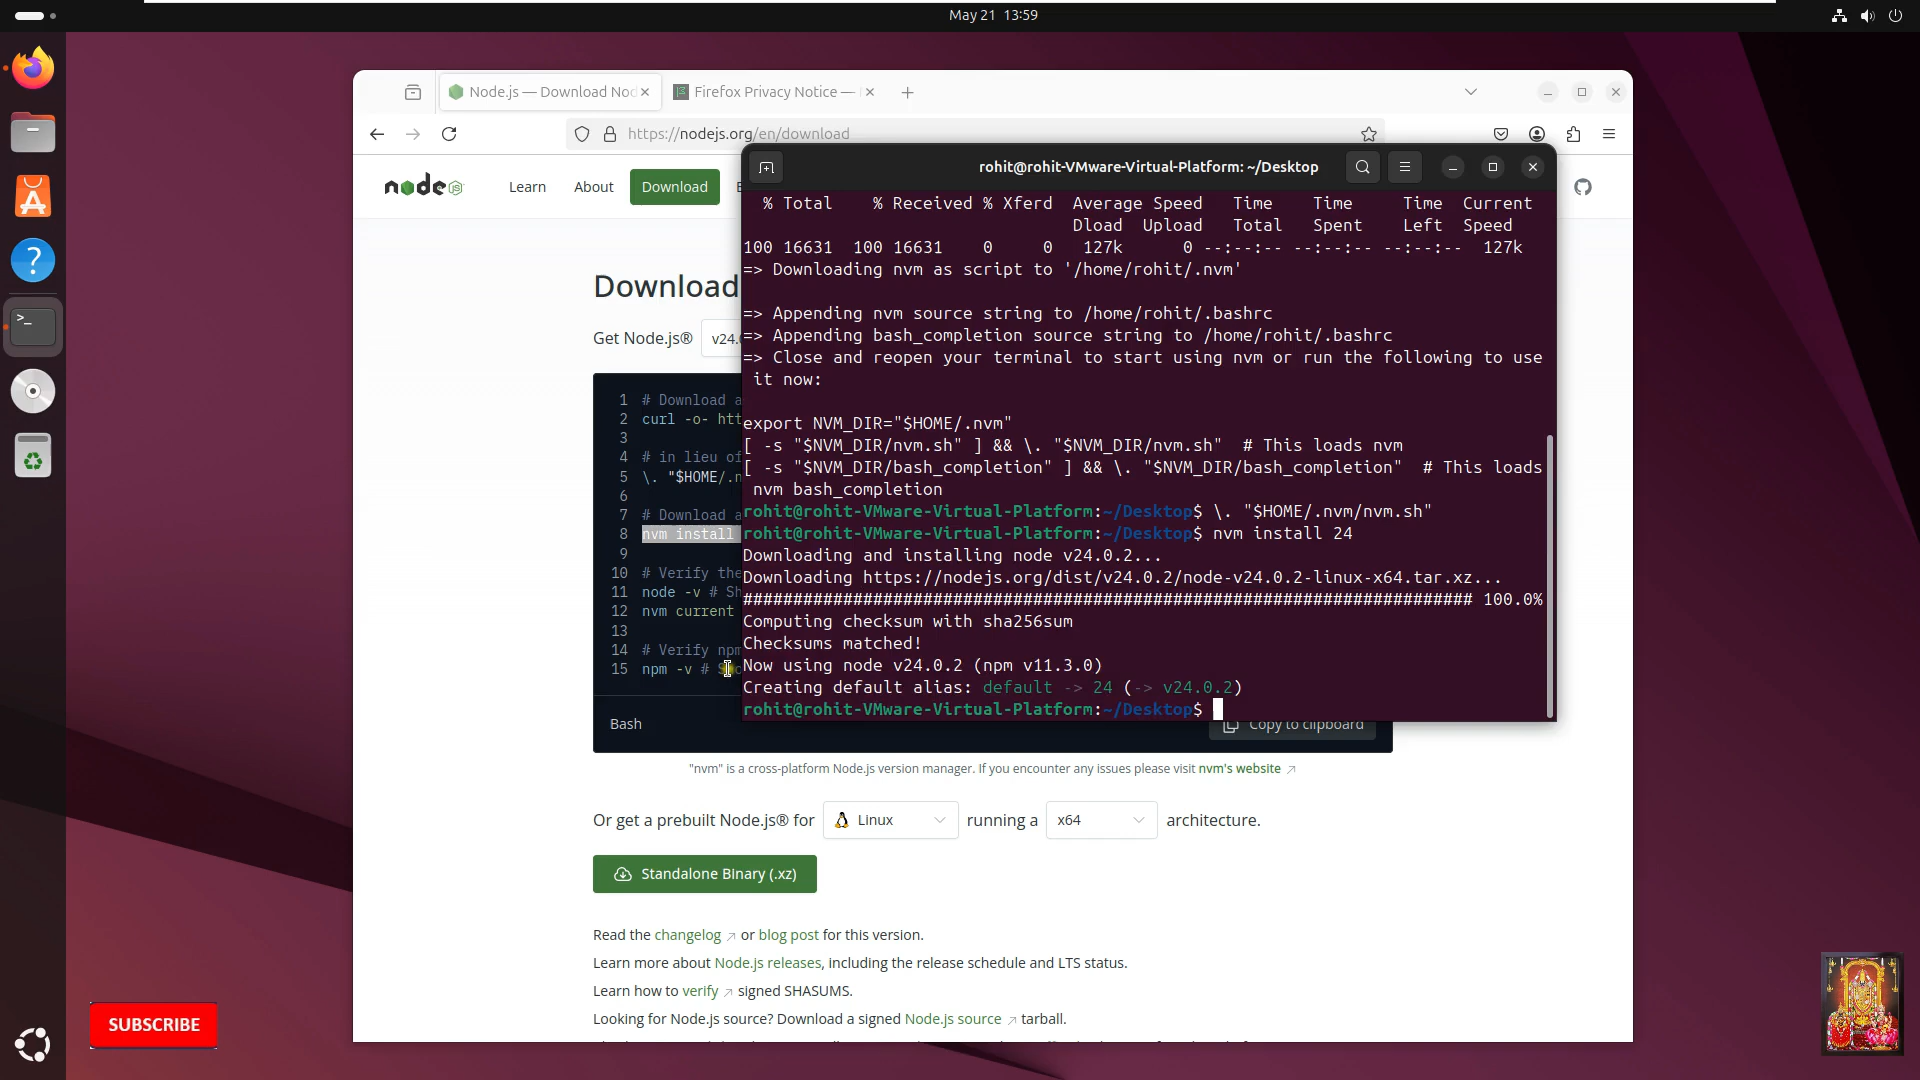 May 21 13:59
Node.js — Download Nod
Firefox Privacy Notice —
https://nodejs.org/en/download
node
JS
Learn
About
Download
rohit@rohit-VMware-Virtual-Platform: ~/Desktop
% Total % Received % Xferd Average Speed Time Time Time Current
Dload Upload Total Spent Left Speed
100 16631 100 16631 0 0 127k 0 --:--:-- --:--:-- --:--:-- 127k
=> Downloading nvm as script to '/home/rohit/.nvm'
=> Appending nvm source string to /home/rohit/.bashrc
=> Appending bash_completion source string to /home/rohit/.bashrc
=> Close and reopen your terminal to start using nvm or run the following to use
it now:
export NVM_DIR="$HOME/.nvm"
[ -s "$NVM_DIR/nvm.sh" ] && \. "$NVM_DIR/nvm.sh" # This loads nvm
[ -s "$NVM_DIR/bash_completion" ] && \. "$NVM_DIR/bash_completion" # This loads
nvm bash_completion
rohit@rohit-VMware-Virtual-Platform:~/Desktop$ \. "$HOME/.nvm/nvm.sh"
rohit@rohit-VMware-Virtual-Platform:~/Desktop$ nvm install 24
Downloading and installing node v24.0.2...
Downloading https://nodejs.org/dist/v24.0.2/node-v24.0.2-linux-x64.tar.xz...
######################################################################### 100.0%
Computing checksum with sha256sum
Checksums matched!
Now using node v24.0.2 (npm v11.3.0)
Creating default alias: default -> 24 (-> v24.0.2)
rohit@rohit-VMware-Virtual-Platform:~/Desktop$
Download
Get Node.js® v24.
1 # Download a
2 curl -o- htt
3
4 # in lieu of
5 \. "$HOME/.n
6
7 # Download a
8 nvm install
9
10 # Verify the
11 node -v # Sh
12 nvm current
13
14 # Verify npm
15 npm -v #
Bash
Copy to clipboard
"nvm" is a cross-platform Node.js version manager. If you encounter any issues please visit nvm's website
Or get a prebuilt Node.js® for Linux running a x64 architecture.
Standalone Binary (.xz)
Read the changelog or blog post for this version.
Learn more about Node.js releases, including the release schedule and LTS status.
Learn how to verify signed SHASUMS.
Looking for Node.js source? Download a signed Node.js source tarball.
SUBSCRIBE